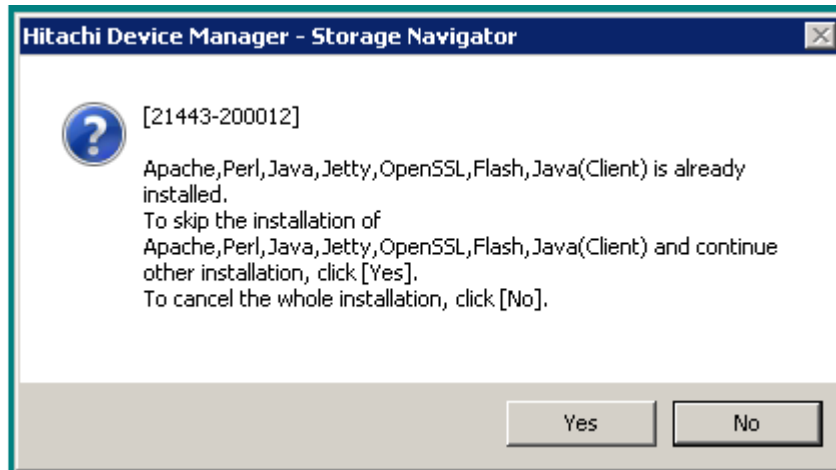 Hitachi Device Manager - Storage Navigator
[21443-200012]
Apache,Perl,Java,Jetty,OpenSSL,Flash,Java(Client) is already
installed.
To skip the installation of
Apache,Perl,Java,Jetty,OpenSSL,Flash,Java(Client) and continue
other installation, click [Yes].
To cancel the whole installation, click [No].
Yes
No